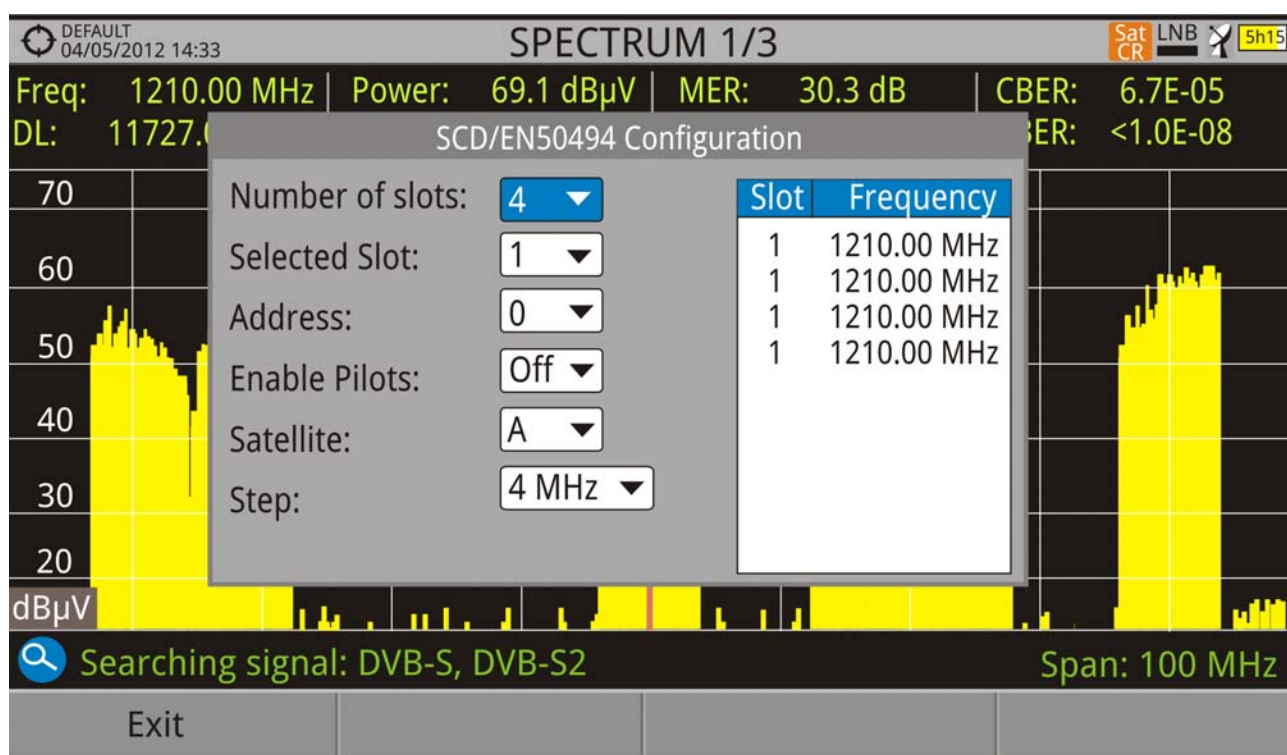 DEFAULT
04/05/2012 14:33
SPECTRUM 1/3
Sat CR
LNB
5h15
Freq: 1210.00 MHz | Power: 69.1 dBµV | MER: 30.3 dB | CBER: 6.7E-05
DL: 11727.0
BER: <1.0E-08
SCD/EN50494 Configuration
Number of slots: 4
Selected Slot: 1
Address: 0
Enable Pilots: Off
Satellite: A
Step: 4 MHz
Slot Frequency
1 1210.00 MHz
1 1210.00 MHz
1 1210.00 MHz
1 1210.00 MHz
70
60
50
40
30
20
dBµV
Searching signal: DVB-S, DVB-S2
Span: 100 MHz
Exit